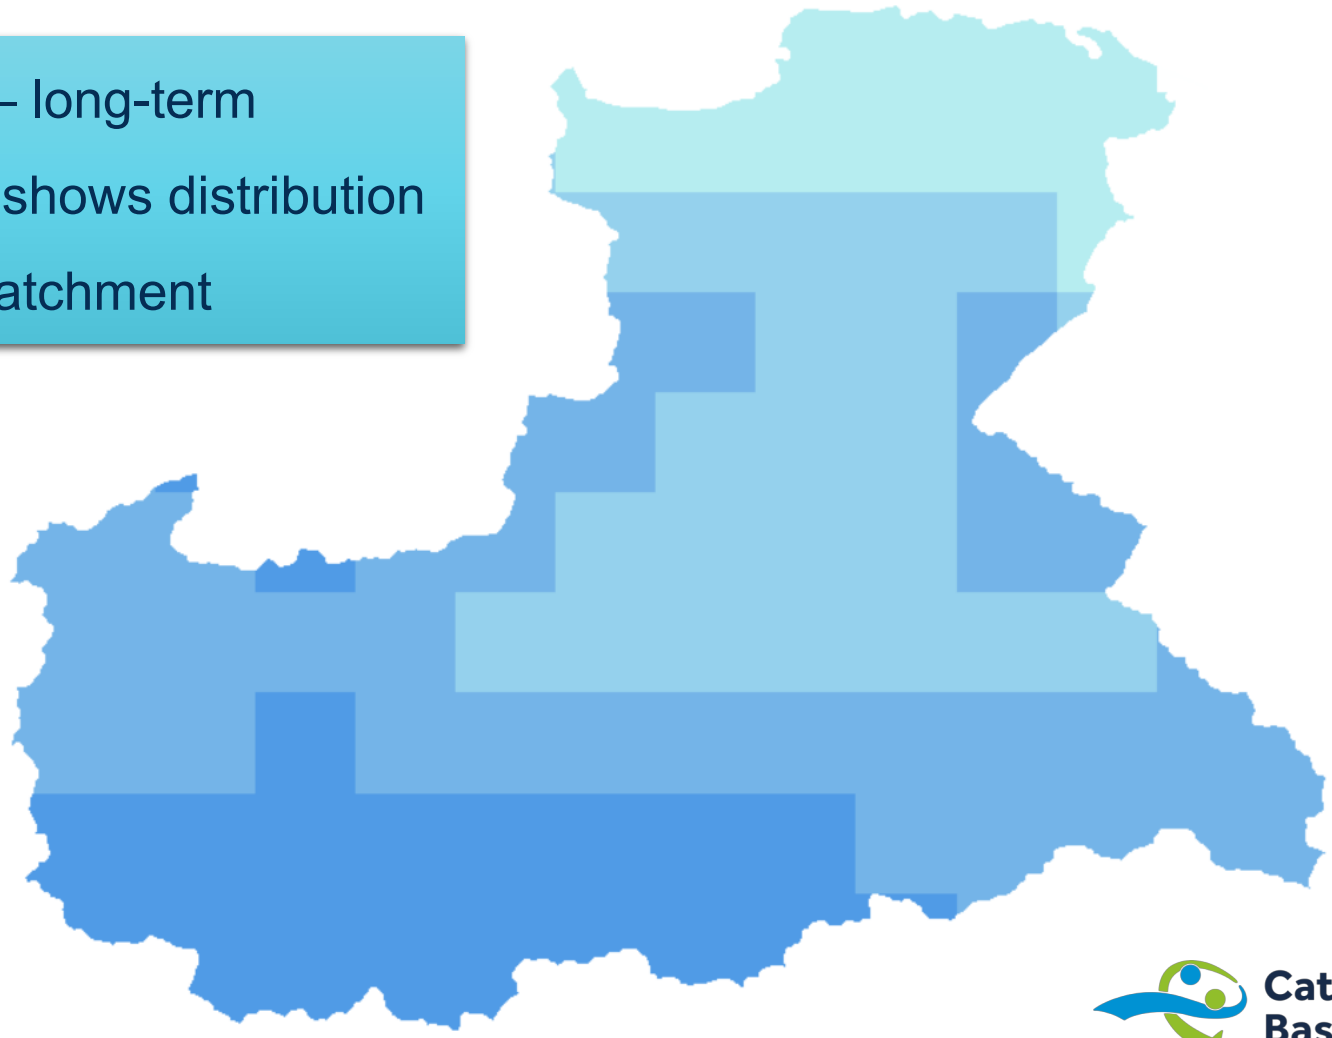 – long-term
shows distribution
atchment
Cat
Bas